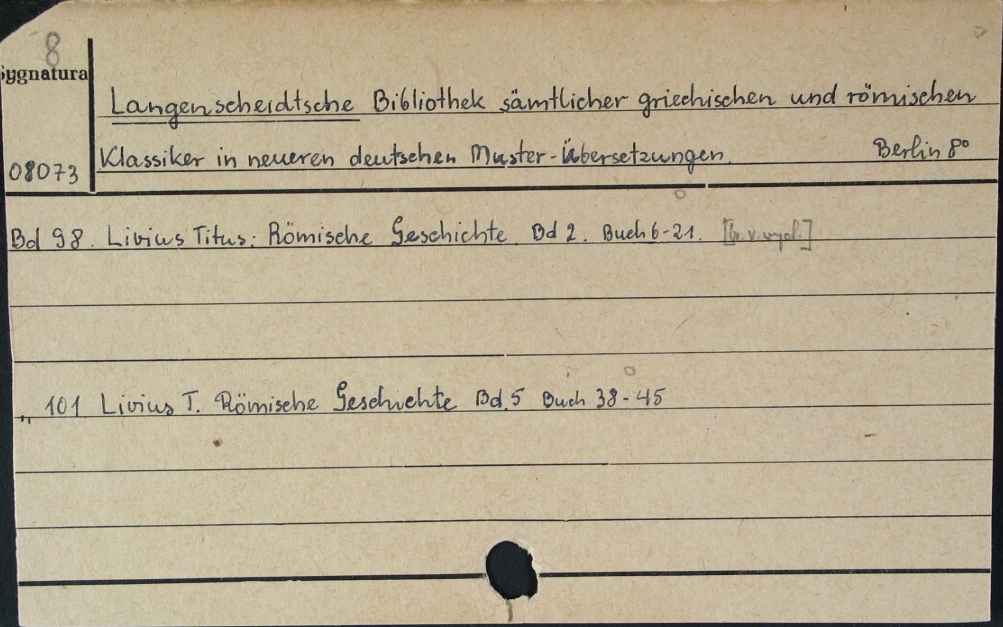 8
Sygnatura
Langenscheidtsche Bibliothek sämtlicher griechischen und römischen
08073 Klassiker in neueren deutschen Muster-Übersetzungen. Berlin 8°
Bd 98. Livius Titus: Römische Geschichte. Bd 2. Buch 6-21.
„ 101 Livius T. Römische Geschichte Bd. 5 Buch 38-45